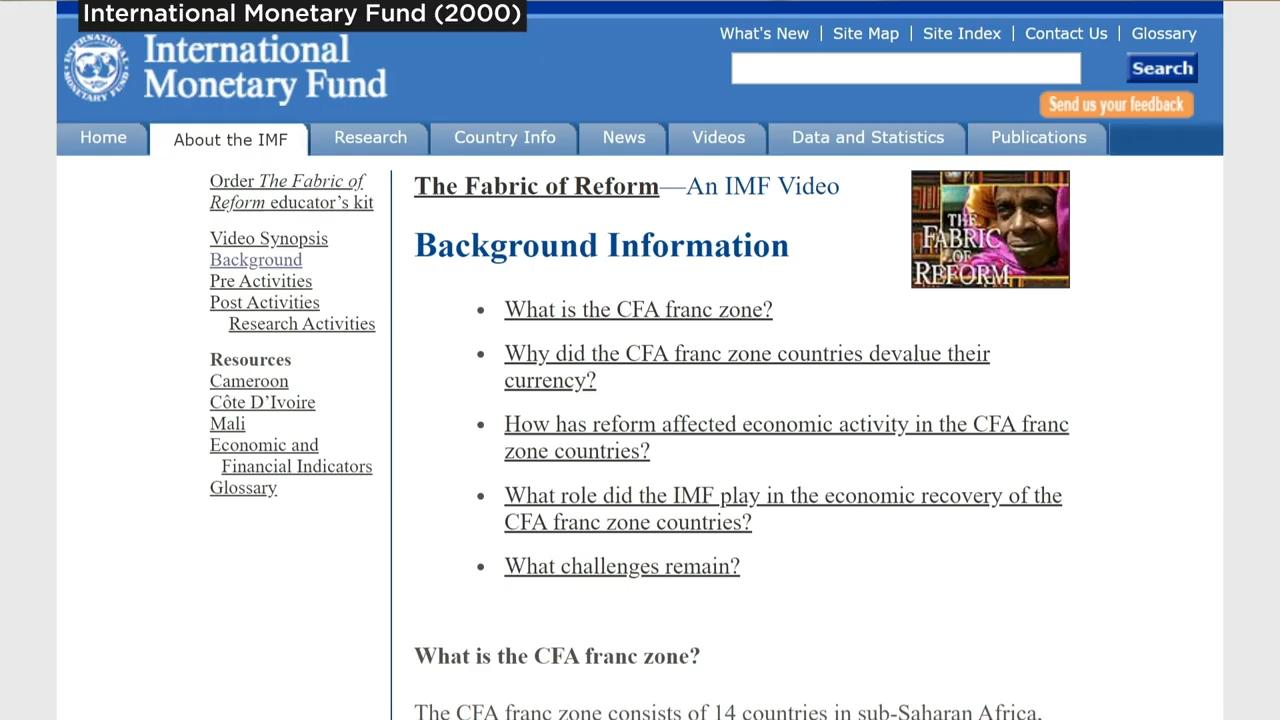 International Monetary Fund (2000)
International
Monetary Fund
INTERNATIONAL MONETARY FUND
What's New | Site Map | Site Index | Contact Us | Glossary
Search
Send us your feedback
Home
About the IMF
Research
Country Info
News
Videos
Data and Statistics
Publications
Order The Fabric of
Reform educator’s kit
Video Synopsis
Background
Pre Activities
Post Activities
Research Activities
Resources
Cameroon
Côte D’Ivoire
Mali
Economic and
Financial Indicators
Glossary
The Fabric of Reform—An IMF Video
THE
FABRIC
OF
REFORM
Background Information
• What is the CFA franc zone?
• Why did the CFA franc zone countries devalue their
currency?
• How has reform affected economic activity in the CFA franc
zone countries?
• What role did the IMF play in the economic recovery of the
CFA franc zone countries?
• What challenges remain?
What is the CFA franc zone?
The CFA franc zone consists of 14 countries in sub-Saharan Africa,